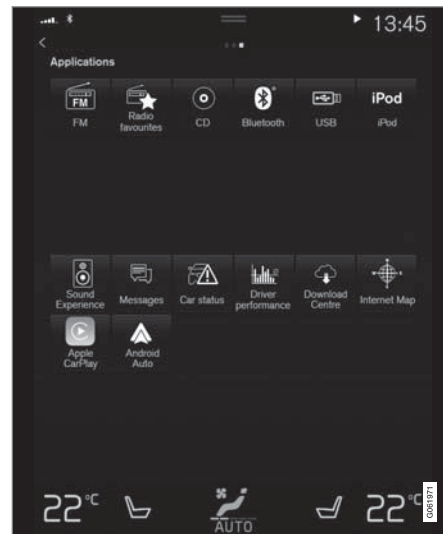 13:45
Applications
FM
iPod
FM
Radio
favourites
CD
Bluetooth
USB
iPod
Sound
Experience
Messages
Car status
Driver
performance
Download
Centre
Internet Map
Apple
CarPlay
Android
Auto
22°C
AUTO
22°C
G061971